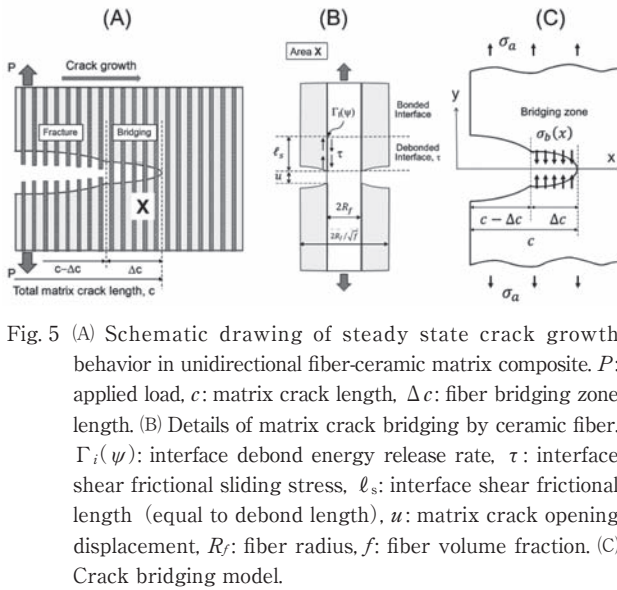 (A)
P
Crack growth
Fracture
Bridging
X
P
c-Δc
Δc
Total matrix crack length, c
(B)
Area X
Γi(ψ)
Bonded
Interface
ℓs
τ
Debonded
Interface, τ
u
2Rf
2Rf/√f
(C)
σa
y
Bridging zone
σb(x)
x
c − Δc
Δc
c
σa
Fig. 5 (A) Schematic drawing of steady state crack growth
behavior in unidirectional fiber-ceramic matrix composite. P:
applied load, c: matrix crack length, Δc: fiber bridging zone
length. (B) Details of matrix crack bridging by ceramic fiber.
Γi(ψ): interface debond energy release rate, τ: interface
shear frictional sliding stress, ℓs: interface shear frictional
length (equal to debond length), u: matrix crack opening
displacement, Rf: fiber radius, f: fiber volume fraction. (C)
Crack bridging model.